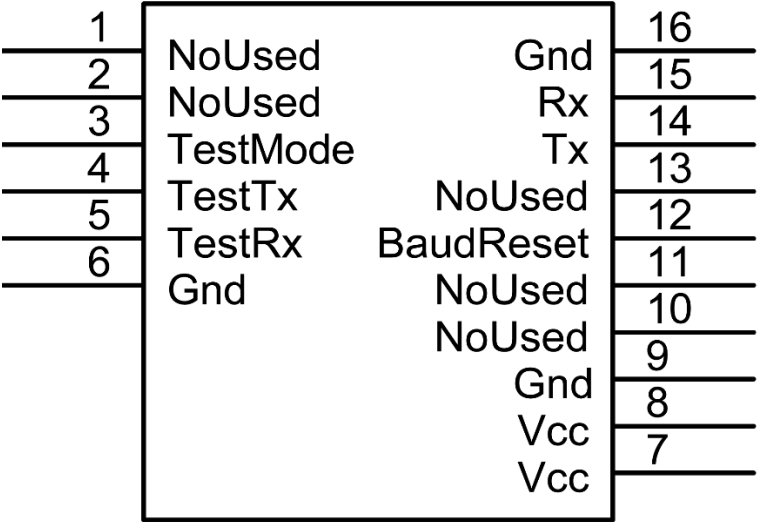 1
NoUsed
2
NoUsed
3
TestMode
4
TestTx
5
TestRx
6
Gnd
16
Gnd
15
Rx
14
Tx
13
NoUsed
12
BaudReset
11
NoUsed
10
NoUsed
9
Gnd
8
Vcc
7
Vcc